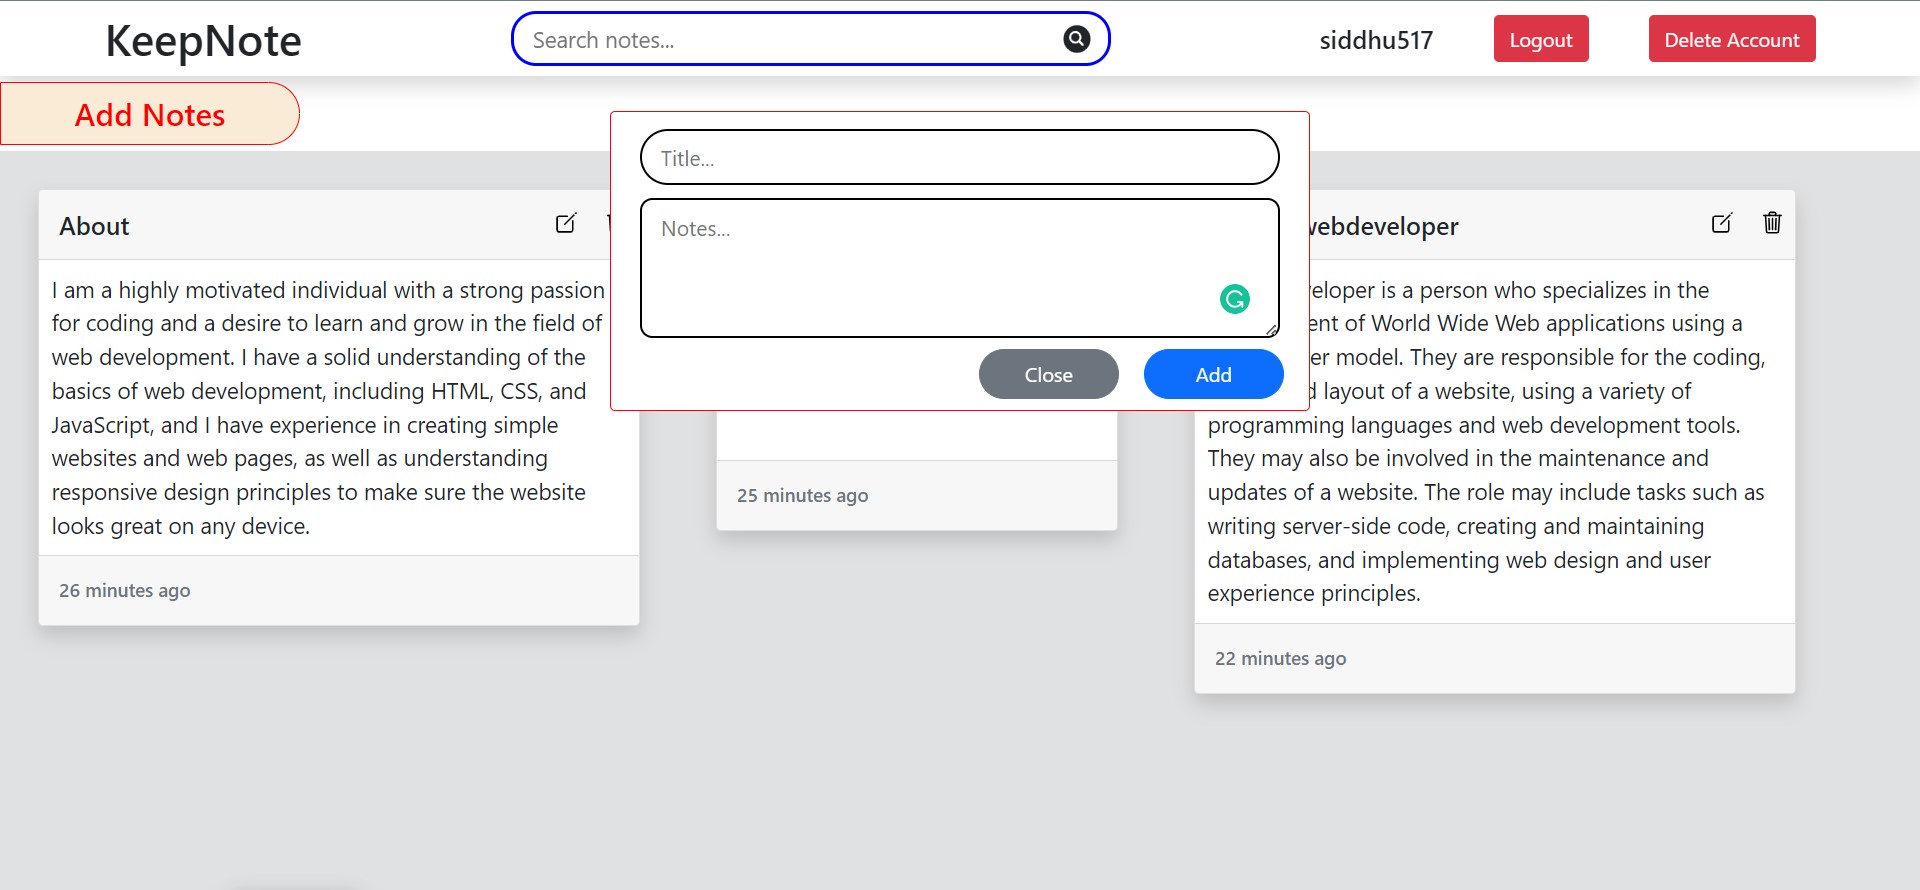 KeepNote
Search notes...
siddhu517
Logout
Delete Account
Add Notes
Title...
Notes...
Close
Add
About
I am a highly motivated individual with a strong passion
for coding and a desire to learn and grow in the field of
web development. I have a solid understanding of the
basics of web development, including HTML, CSS, and
JavaScript, and I have experience in creating simple
websites and web pages, as well as understanding
responsive design principles to make sure the website
looks great on any device.
26 minutes ago
25 minutes ago
webdeveloper
eloper is a person who specializes in the
ent of World Wide Web applications using a
er model. They are responsible for the coding,
layout of a website, using a variety of
programming languages and web development tools.
They may also be involved in the maintenance and
updates of a website. The role may include tasks such as
writing server-side code, creating and maintaining
databases, and implementing web design and user
experience principles.
22 minutes ago